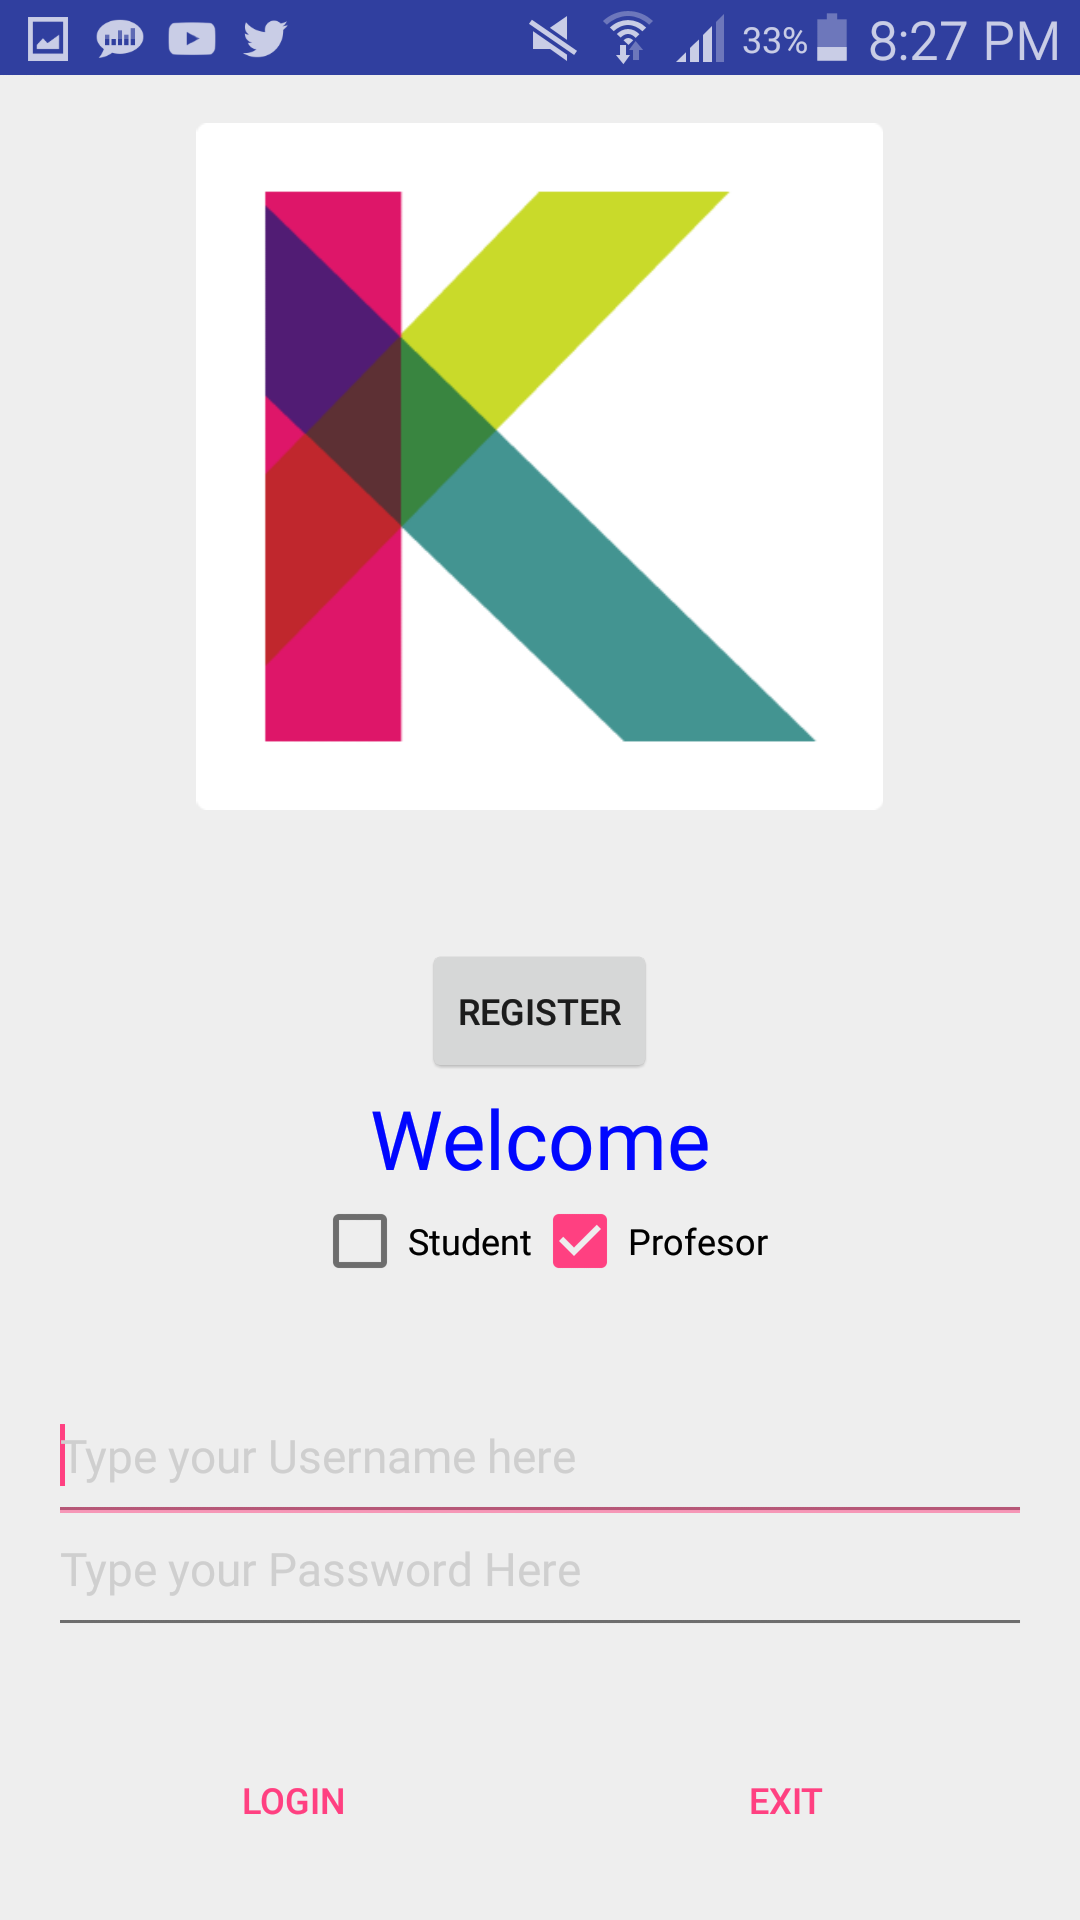 33% 8:27 PM
K
REGISTER
Welcome
Student Profesor
Type your Username here
Type your Password Here
LOGIN EXIT